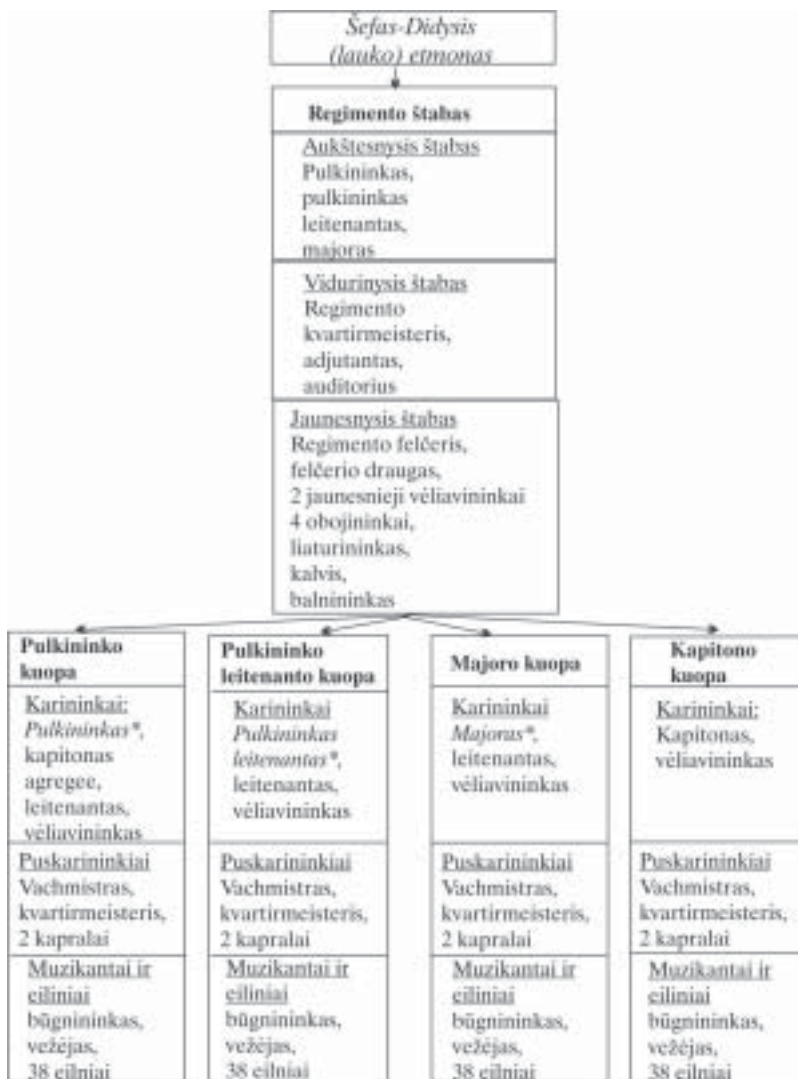 Šefas-Didysis
(lauko) etmonas
Regimento štabas
Aukštesnysis štabas
Pulkininkas,
pulkininkas
leitenantas,
majoras
Vidurinysis štabas
Regimento
kvartirmeisteris,
adjutantas,
auditorius
Jaunesnysis štabas
Regimento felčeris,
felčerio draugas,
2 jaunesnieji vėliavininkai
4 obojininkai,
liaturininkas,
kalvis,
balnininkas
Pulkininko
kuopa
Karininkai:
Pulkininkas*,
kapitonas
agregee,
leitenantas,
vėliavininkas
Puskarininkiai
Vachmistras,
kvartirmeisteris,
2 kapralai
Muzikantai ir
eiliniai
būgnininkas,
vežėjas,
38 eilniai
Pulkininko
leitenanto kuopa
Karininkai
Pulkininkas
leitenantas*,
leitenantas,
vėliavininkas
Puskarininkiai
Vachmistras,
kvartirmeisteris,
2 kapralai
Muzikantai ir
eiliniai
būgnininkas,
vežėjas,
38 eilniai
Majoro kuopa
Karininkai
Majoras*,
leitenantas,
vėliavininkas
Puskarininkiai
Vachmistras,
kvartirmeisteris,
2 kapralai
Muzikantai ir
eiliniai
būgnininkas,
vežėjas,
38 eilniai
Kapitono
kuopa
Karininkai:
Kapitonas,
vėliavininkas
Puskarininkiai
Vachmistras,
kvartirmeisteris,
2 kapralai
Muzikantai ir
eiliniai
būgnininkas,
vežėjas,
38 eilniai